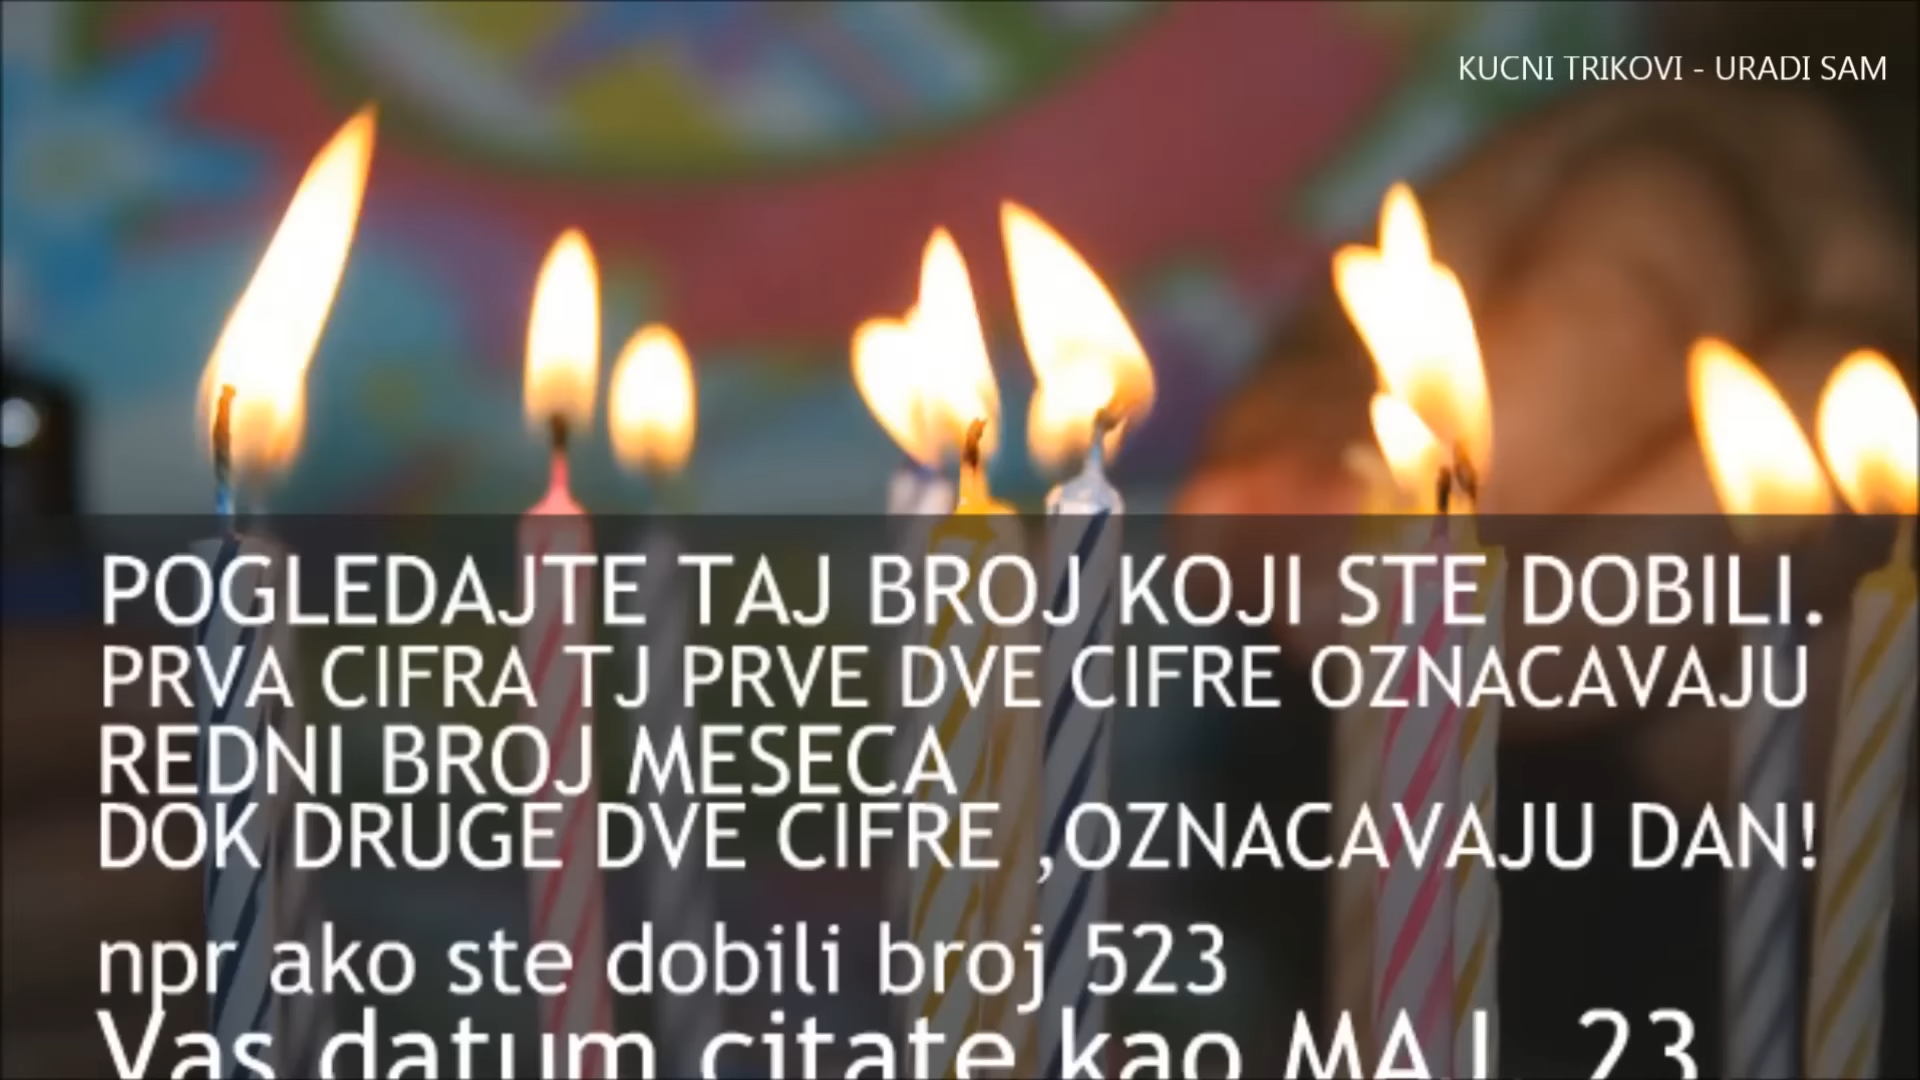 KUCNI TRIKOVI - URADI SAM
POGLEDAJTE TAJ BROJ KOJI STE DOBILI.
PRVA CIFRA TJ PRVE DVE CIFRE OZNACAVAJU
REDNI BROJ MESECA
DOK DRUGE DVE CIFRE ,OZNACAVAJU DAN!
npr ako ste dobili broj 523
Vas datum citate kao MAJ, 23